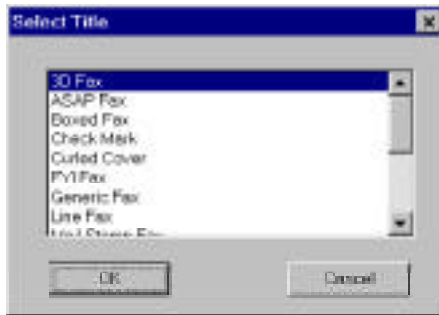 Select Title
3D Fax
ASAP Fax
Boxed Fax
Check Mark
Curled Cover
FYI Fax
Generic Fax
Line Fax
Fax
OK
Cancel